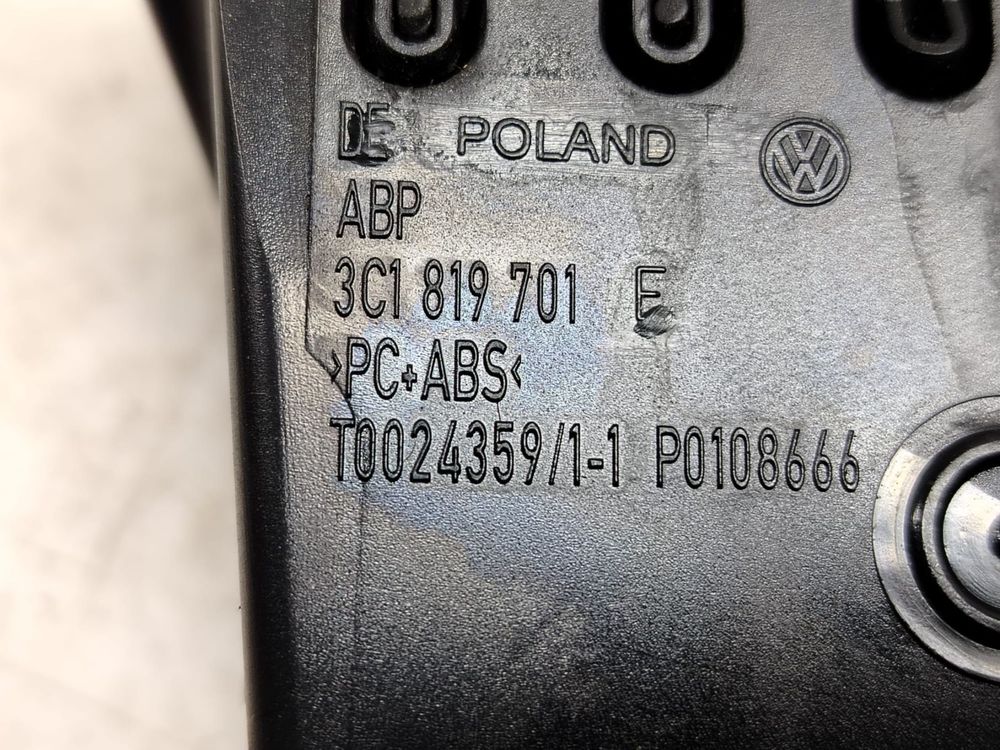 DE POLAND
ABP
3C1 819 701 E
>PC+ABS<
T0024359/1-1 P0108666